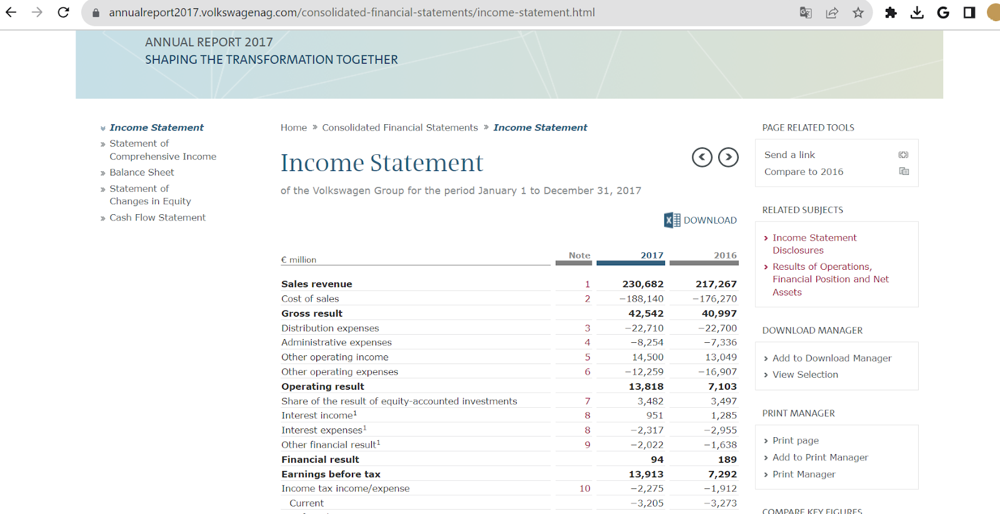 annualreport2017.volkswagenag.com/consolidated-financial-statements/income-statement.html
ANNUAL REPORT 2017
SHAPING THE TRANSFORMATION TOGETHER
Income Statement
Statement of
Comprehensive Income
Balance Sheet
Statement of
Changes in Equity
Cash Flow Statement
Home » Consolidated Financial Statements » Income Statement
Income Statement
of the Volkswagen Group for the period January 1 to December 31, 2017
DOWNLOAD
€ million Note 2017 2016
Sales revenue 1 230,682 217,267
Cost of sales 2 −188,140 −176,270
Gross result 42,542 40,997
Distribution expenses 3 −22,710 −22,700
Administrative expenses 4 −8,254 −7,336
Other operating income 5 14,500 13,049
Other operating expenses 6 −12,259 −16,907
Operating result 13,818 7,103
Share of the result of equity-accounted investments 7 3,482 3,497
Interest income¹ 8 951 1,285
Interest expenses¹ 8 −2,317 −2,955
Other financial result¹ 9 −2,022 −1,638
Financial result 94 189
Earnings before tax 13,913 7,292
Income tax income/expense 10 −2,275 −1,912
Current −3,205 −3,273
PAGE RELATED TOOLS
Send a link
Compare to 2016
RELATED SUBJECTS
Income Statement
Disclosures
Results of Operations,
Financial Position and Net
Assets
DOWNLOAD MANAGER
Add to Download Manager
View Selection
PRINT MANAGER
Print page
Add to Print Manager
Print Manager
COMPARE KEY FIGURES